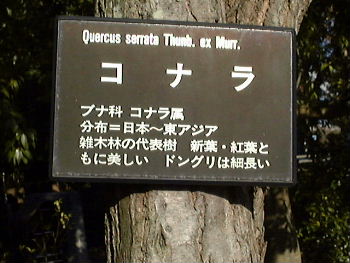 Quercus serrata Thunb. ex Murr.
コナラ
ブナ科 コナラ属
分布=日本~東アジア
雑木林の代表樹 新葉・紅葉と
もに美しい ドングリは細長い